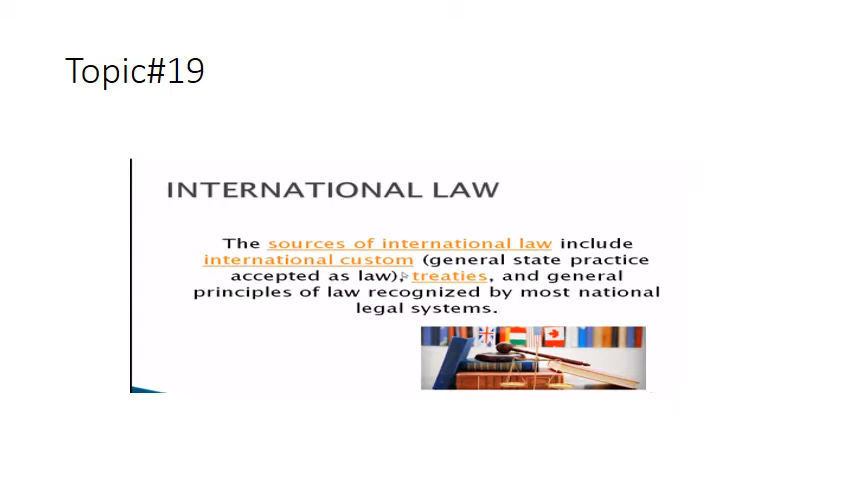 Topic#19
INTERNATIONAL LAW
The sources of international law include
international custom (general state practice
accepted as law), treaties, and general
principles of law recognized by most national
legal systems.